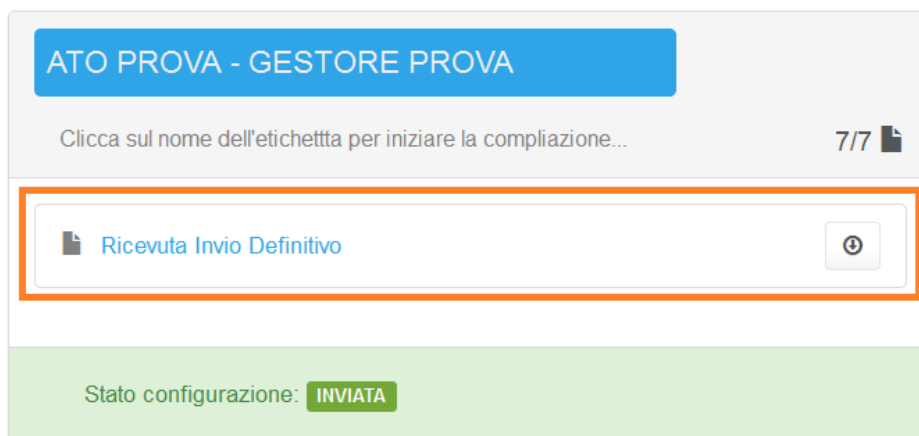 ATO PROVA - GESTORE PROVA
Clicca sul nome dell'etichettta per iniziare la compliazione...
7/7
Ricevuta Invio Definitivo
Stato configurazione: INVIATA